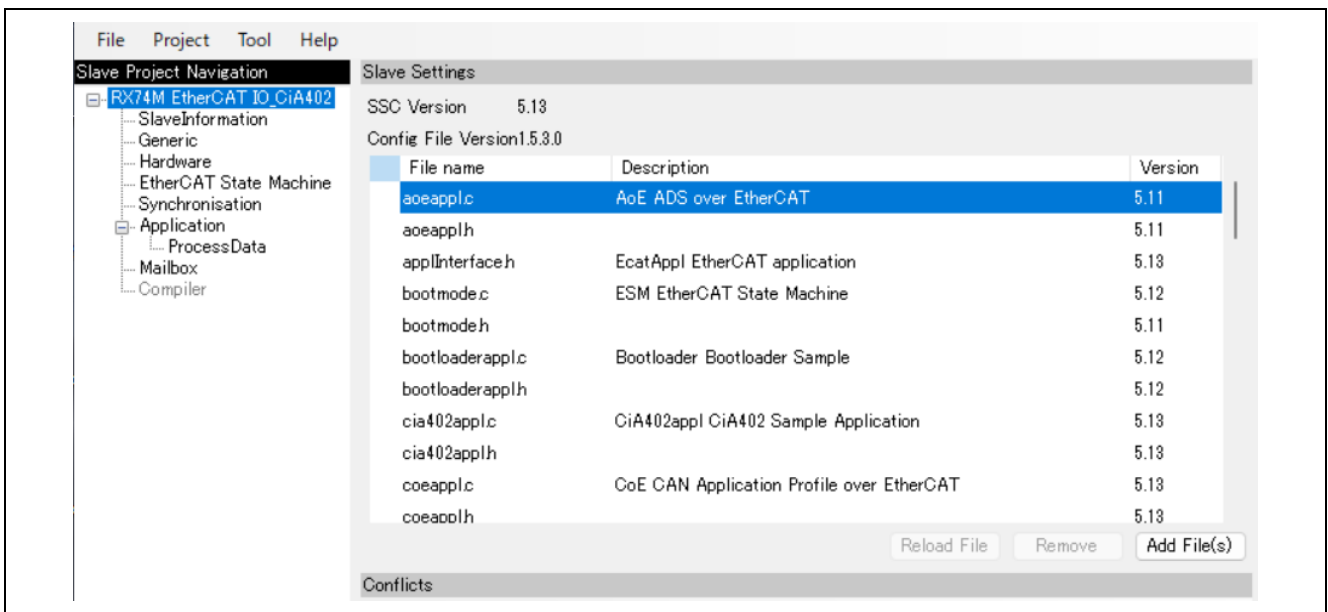 File Project Tool Help
Slave Project Navigation
RX74M EtherCAT IO_CiA402
SlaveInformation
Generic
Hardware
EtherCAT State Machine
Synchronisation
Application
ProcessData
Mailbox
Compiler
Slave Settings
SSC Version 5.13
Config File Version1.5.3.0
File name Description Version
aoeappl.c AoE ADS over EtherCAT 5.11
aoeappl.h 5.11
applInterface.h EcatAppl EtherCAT application 5.13
bootmode.c ESM EtherCAT State Machine 5.12
bootmode.h 5.11
bootloaderappl.c Bootloader Bootloader Sample 5.12
bootloaderappl.h 5.12
cia402appl.c CiA402appl CiA402 Sample Application 5.13
cia402appl.h 5.13
coeappl.c CoE CAN Application Profile over EtherCAT 5.13
coeappl.h 5.13
Reload File Remove Add File(s)
Conflicts